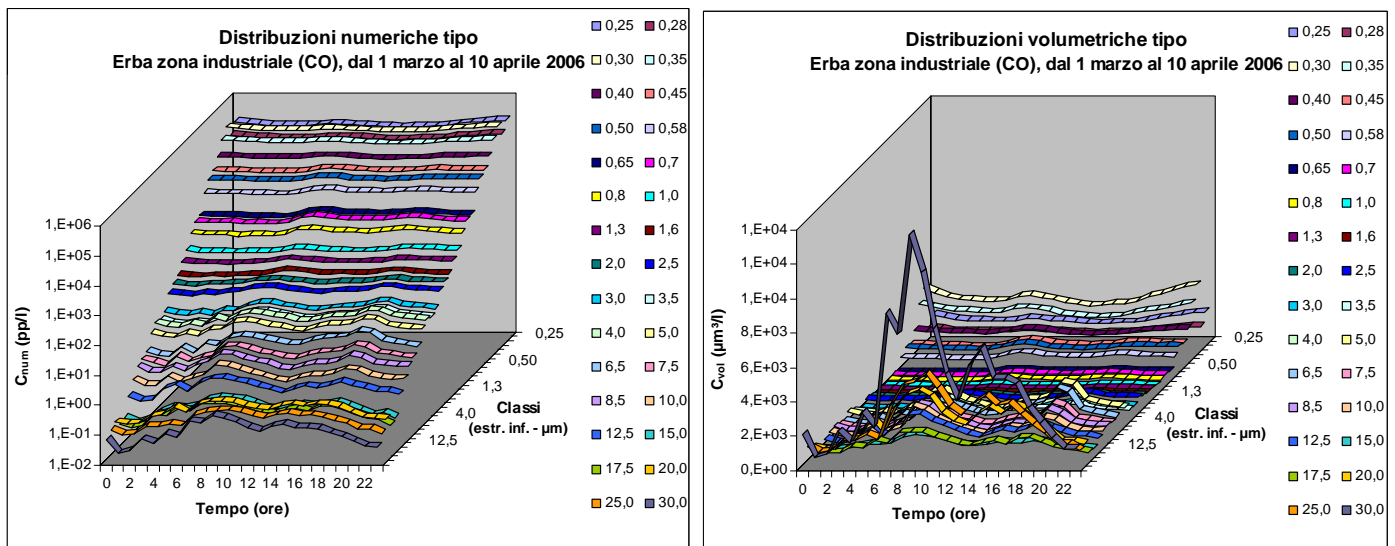 Distribuzioni numeriche tipo
Erba zona industriale (CO), dal 1 marzo al 10 aprile 2006
1,E+06
1,E+05
1,E+04
1,E+03
1,E+02
1,E+01
1,E+00
1,E-01
1,E-02
Cnum (pp/l)
0 2 4 6 8 10 12 14 16 18 20 22
Tempo (ore)
0,25
0,50
1,3
4,0
12,5
Classi
(estr. inf. - µm)
0,25 0,28
0,30 0,35
0,40 0,45
0,50 0,58
0,65 0,7
0,8 1,0
1,3 1,6
2,0 2,5
3,0 3,5
4,0 5,0
6,5 7,5
8,5 10,0
12,5 15,0
17,5 20,0
25,0 30,0
Distribuzioni volumetriche tipo
Erba zona industriale (CO), dal 1 marzo al 10 aprile 2006
1,E+04
1,E+04
1,E+04
8,E+03
6,E+03
4,E+03
2,E+03
0,E+00
Cvol (µm³/l)
0 2 4 6 8 10 12 14 16 18 20 22
Tempo (ore)
0,25
0,50
1,3
4,0
12,5
Classi
(estr. inf. - µm)
0,25 0,28
0,30 0,35
0,40 0,45
0,50 0,58
0,65 0,7
0,8 1,0
1,3 1,6
2,0 2,5
3,0 3,5
4,0 5,0
6,5 7,5
8,5 10,0
12,5 15,0
17,5 20,0
25,0 30,0